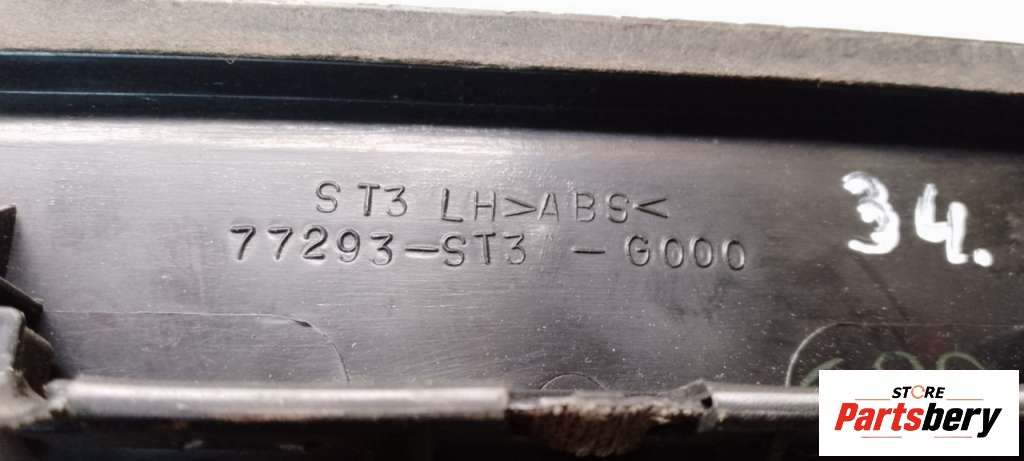 ST3 LH>ABS<
77293-ST3 -G000
34.
STORE
Partsbery